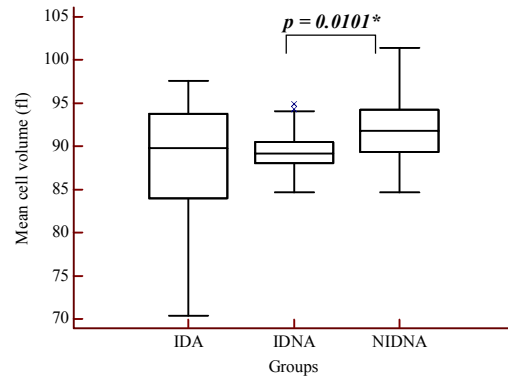 p = 0.0101*
Mean cell volume (fl)
105
100
95
90
85
80
75
70
IDA IDNA NIDNA
Groups